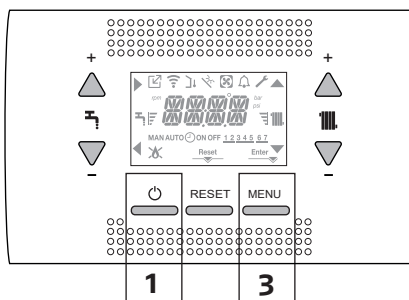 + +
rpm bar
psi
MAN AUTO ON OFF 1 2 3 4 5 6 7
Reset Enter
- -
RESET MENU
1 3